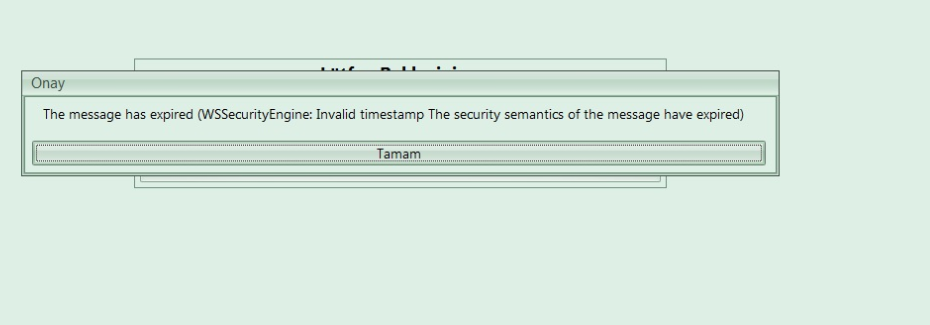 Onay
The message has expired (WSSecurityEngine: Invalid timestamp The security semantics of the message have expired)
Tamam